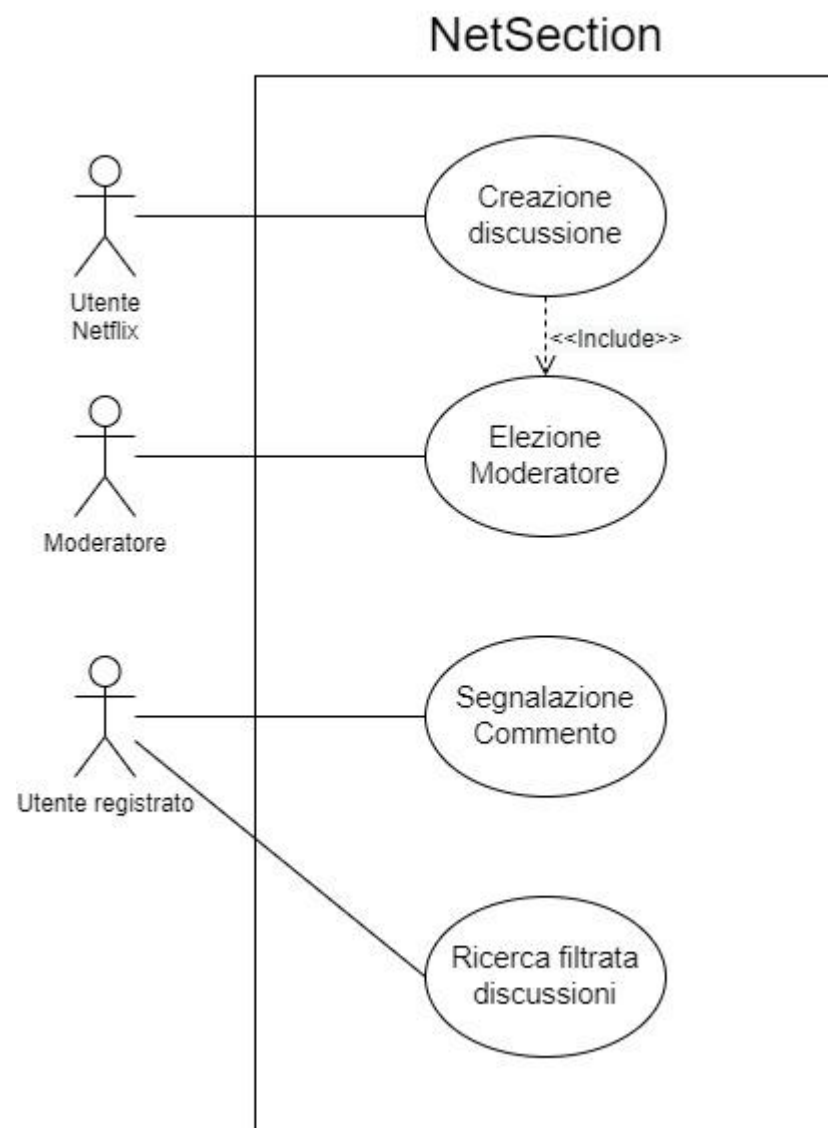 NetSection
Creazione
discussione
Utente
Netflix
<<Include>>
Elezione
Moderatore
Moderatore
Segnalazione
Commento
Utente registrato
Ricerca filtrata
discussioni